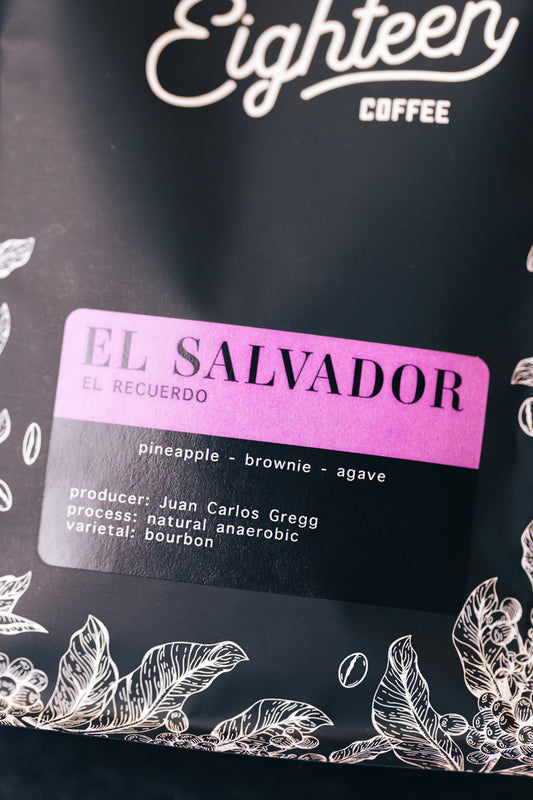 Eighteen
COFFEE
EL SALVADOR
EL RECUERDO
pineapple - brownie - agave
producer: Juan Carlos Gregg
process: natural anaerobic
varietal: bourbon